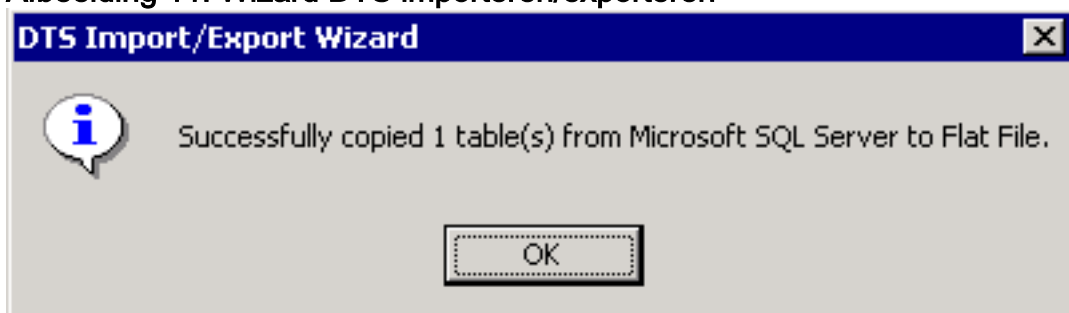 DTS Import/Export Wizard
Successfully copied 1 table(s) from Microsoft SQL Server to Flat File.
OK